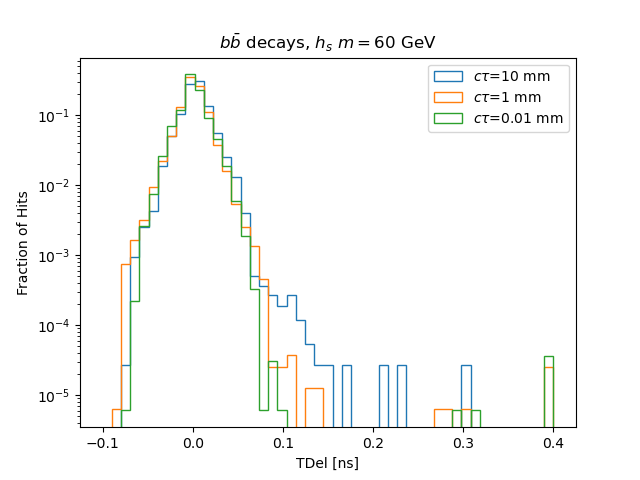 $b\bar{b}$ decays, $h_s$ $m = 60$ GeV
cτ=10 mm
cτ=1 mm
cτ=0.01 mm
Fraction of Hits
10⁻¹
10⁻²
10⁻³
10⁻⁴
10⁻⁵
−0.1 0.0 0.1 0.2 0.3 0.4
TDel [ns]